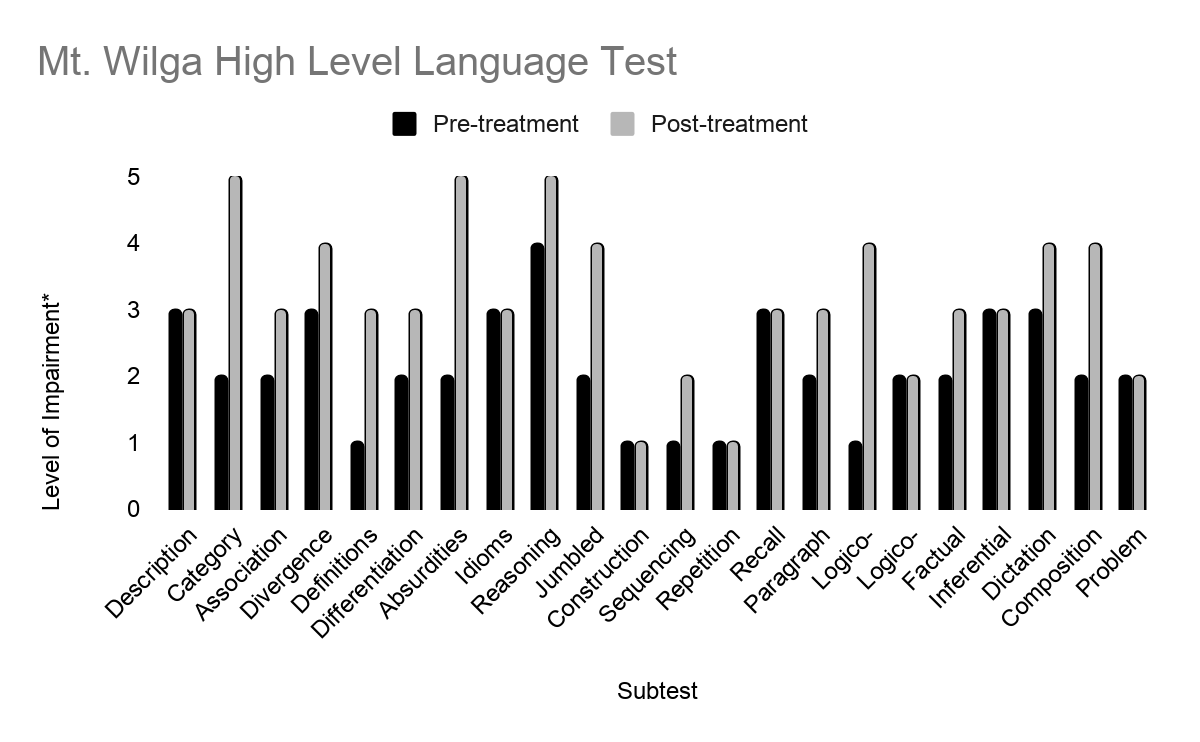 Mt. Wilga High Level Language Test
Pre-treatment
Post-treatment
Level of Impairment*
5
4
3
2
1
0
Description
Category
Association
Divergence
Definitions
Differentiation
Absurdities
Idioms
Reasoning
Jumbled
Construction
Sequencing
Repetition
Recall
Paragraph
Logico-
Logico-
Factual
Inferential
Dictation
Composition
Problem
Subtest